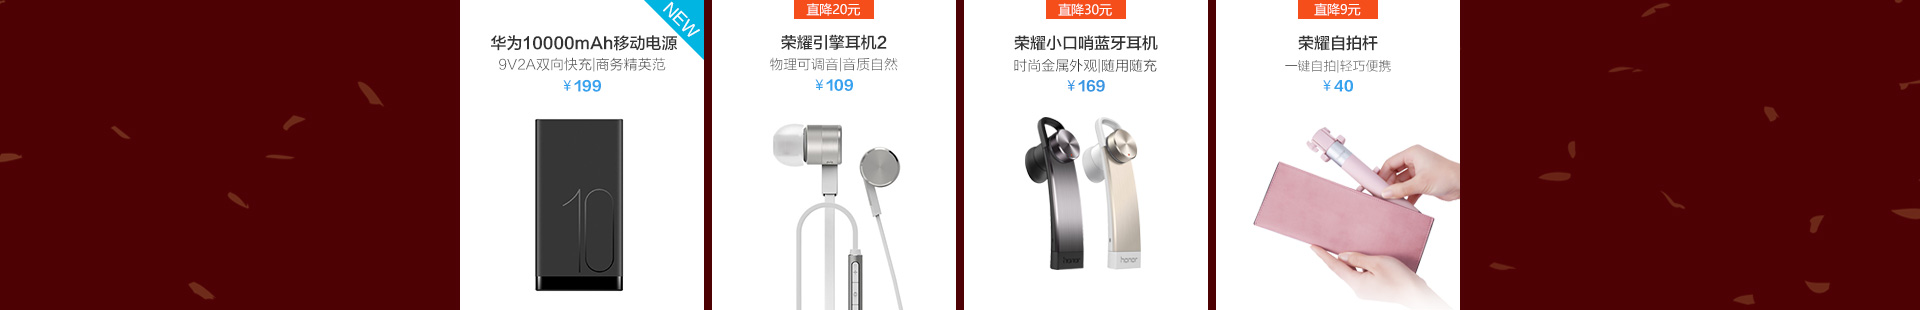 NEW
华为10000mAh移动电源
9V2A双向快充|商务精英范
¥199
10
直降20元
荣耀引擎耳机2
物理可调音|音质自然
¥109
直降30元
荣耀小口哨蓝牙耳机
时尚金属外观|随用随充
¥169
honor
honor
直降9元
荣耀自拍杆
一键自拍|轻巧便携
¥40